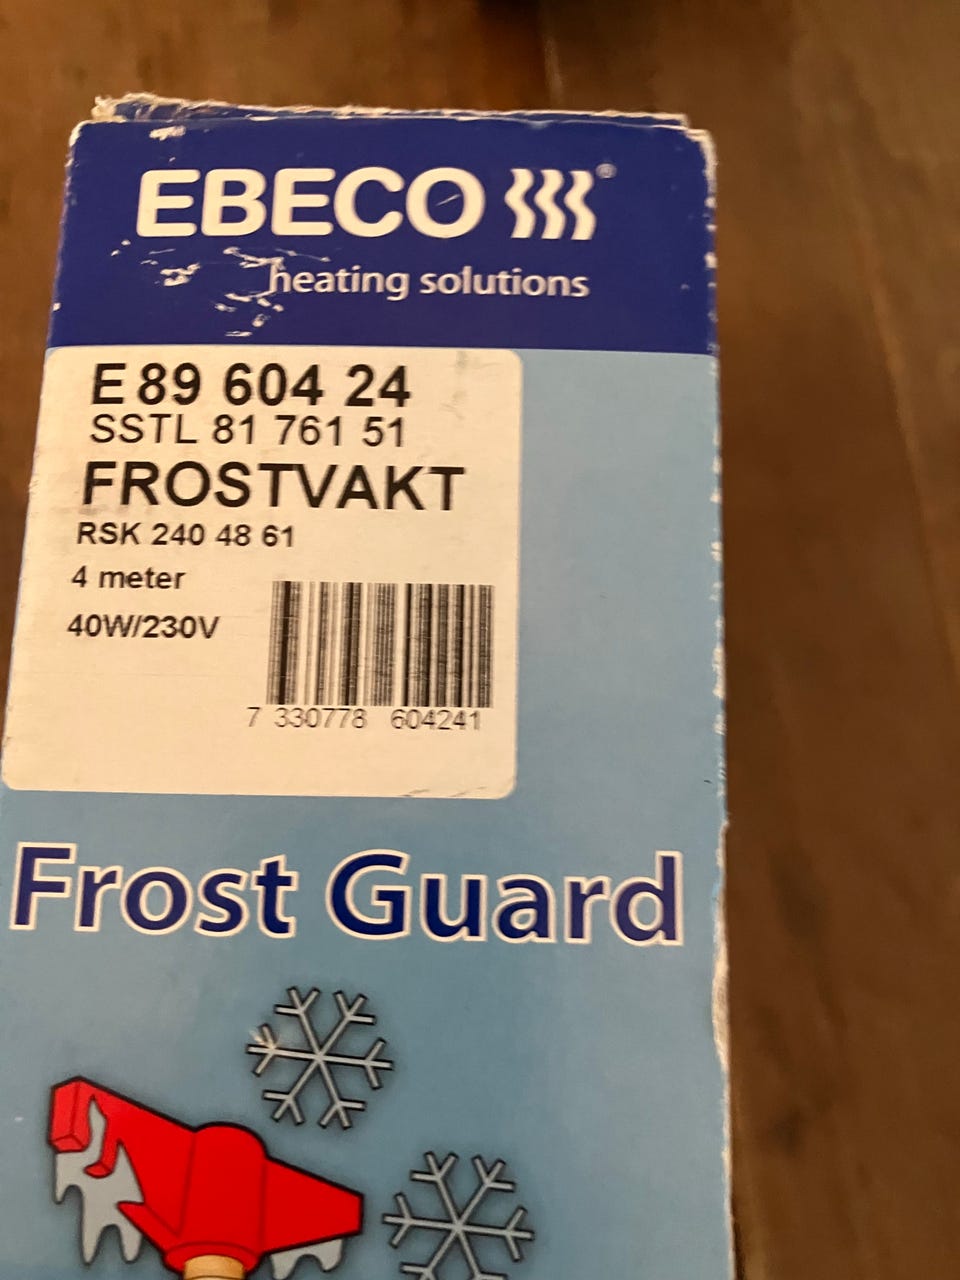 EBECO ®
heating solutions
E 89 604 24
SSTL 81 761 51
FROSTVAKT
RSK 240 48 61
4 meter
40W/230V
7 330778 604241
Frost Guard